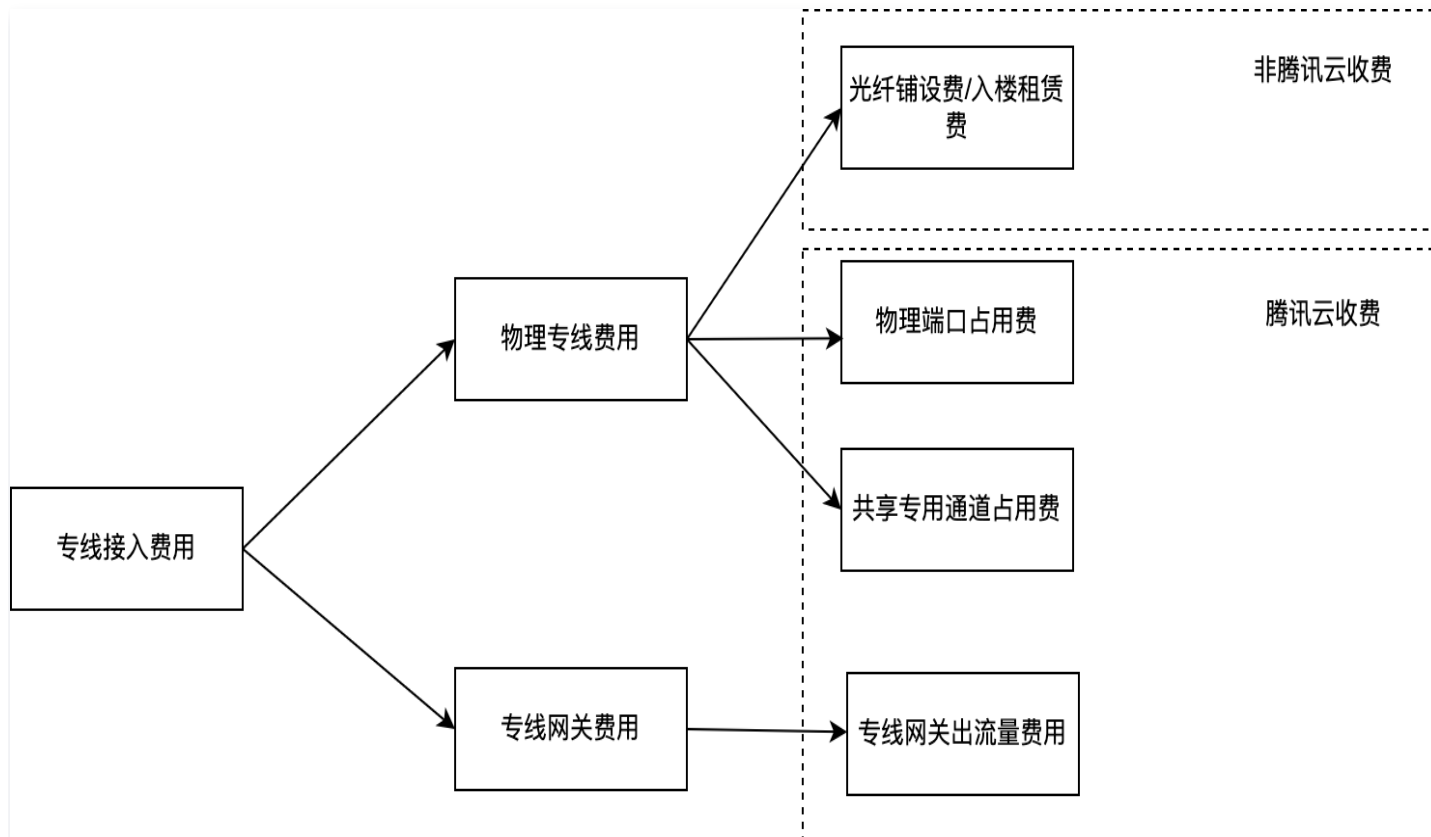 非腾讯云收费
光纤铺设费/入楼租赁
费
腾讯云收费
物理端口占用费
物理专线费用
共享专用通道占用费
专线接入费用
专线网关费用
专线网关出流量费用